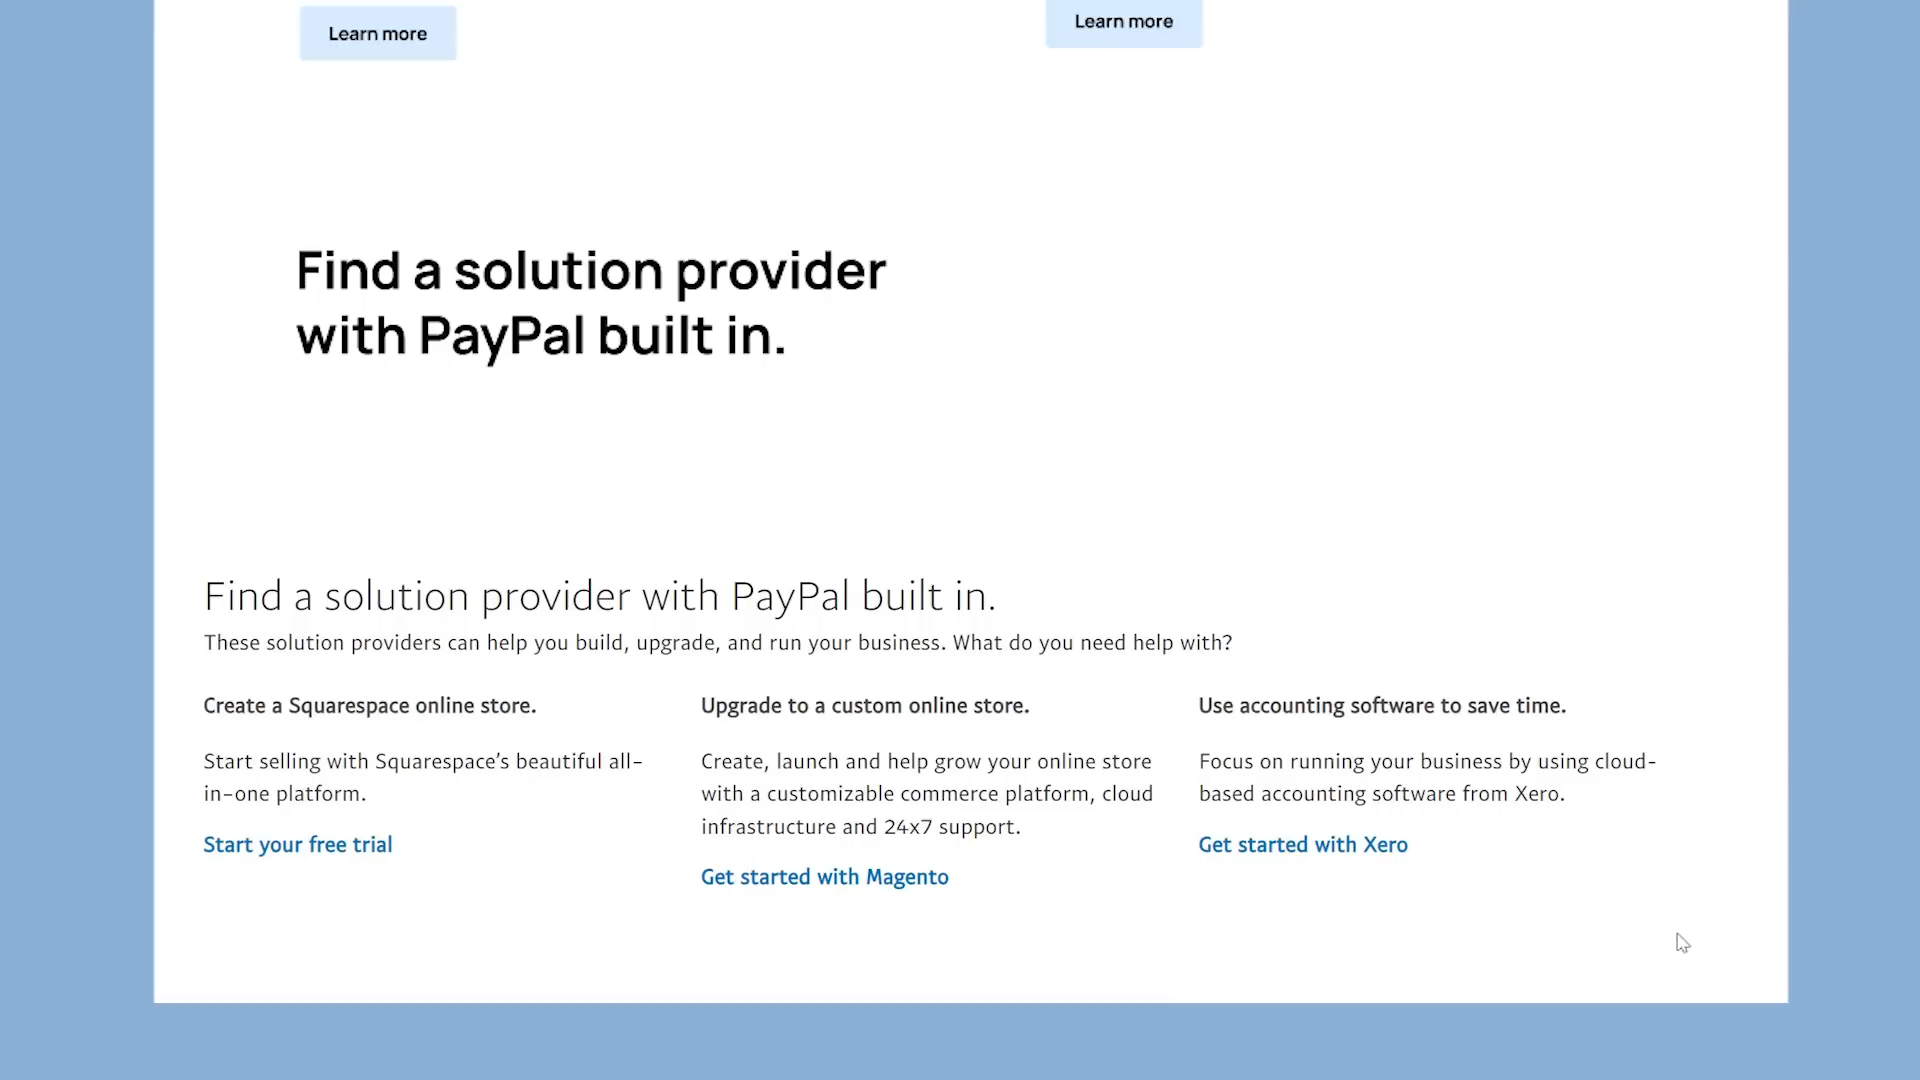 Learn more
Learn more
Find a solution provider
with PayPal built in.
Find a solution provider with PayPal built in.
These solution providers can help you build, upgrade, and run your business. What do you need help with?
Create a Squarespace online store.
Start selling with Squarespace’s beautiful all-
in-one platform.
Start your free trial
Upgrade to a custom online store.
Create, launch and help grow your online store
with a customizable commerce platform, cloud
infrastructure and 24x7 support.
Get started with Magento
Use accounting software to save time.
Focus on running your business by using cloud-
based accounting software from Xero.
Get started with Xero